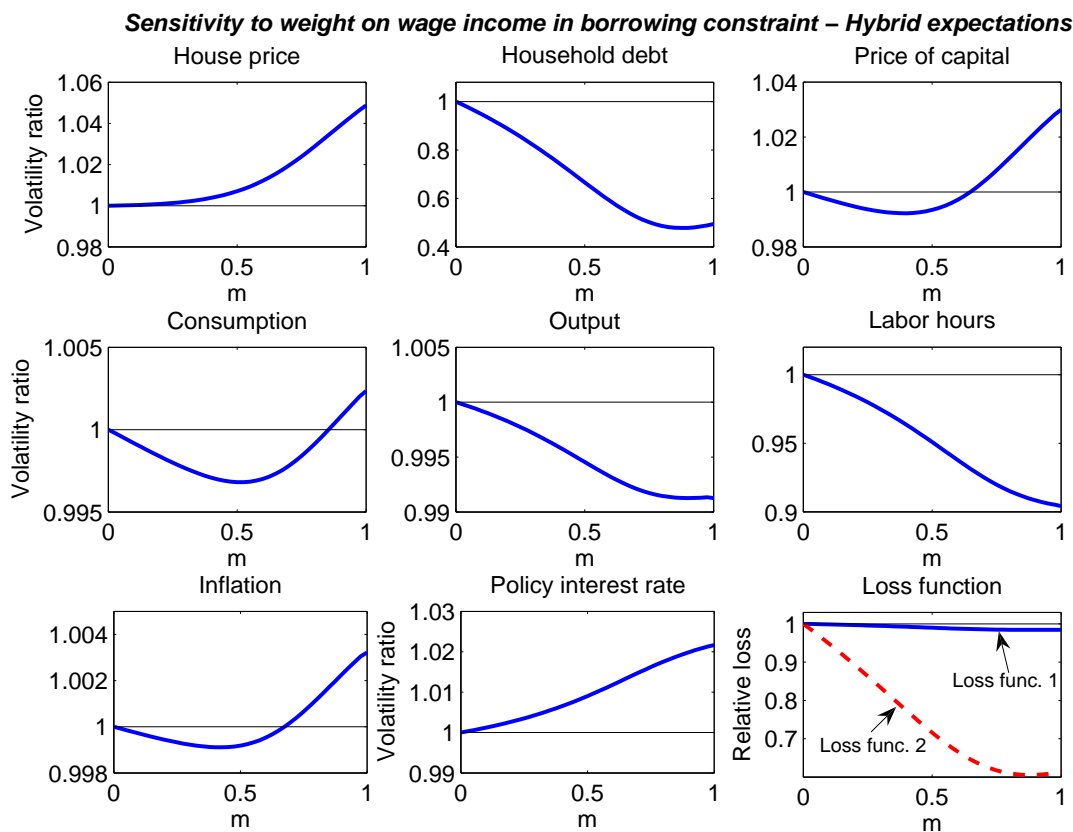 Sensitivity to weight on wage income in borrowing constraint – Hybrid expectations
House price
Volatility ratio
1.06
1.04
1.02
1
0.98
0
0.5
1
m
Household debt
1
0.8
0.6
0.4
0
0.5
1
m
Price of capital
1.04
1.02
1
0.98
0
0.5
1
m
Consumption
Volatility ratio
1.005
1
0.995
0
0.5
1
m
Output
1.005
1
0.995
0.99
0
0.5
1
m
Labor hours
1
0.95
0.9
0
0.5
1
m
Inflation
1.004
1.002
1
0.998
0
0.5
1
m
Policy interest rate
Volatility ratio
1.03
1.02
1.01
1
0.99
0
0.5
1
m
Loss function
Relative loss
1
0.9
0.8
0.7
Loss func. 1
Loss func. 2
0
0.5
1
m